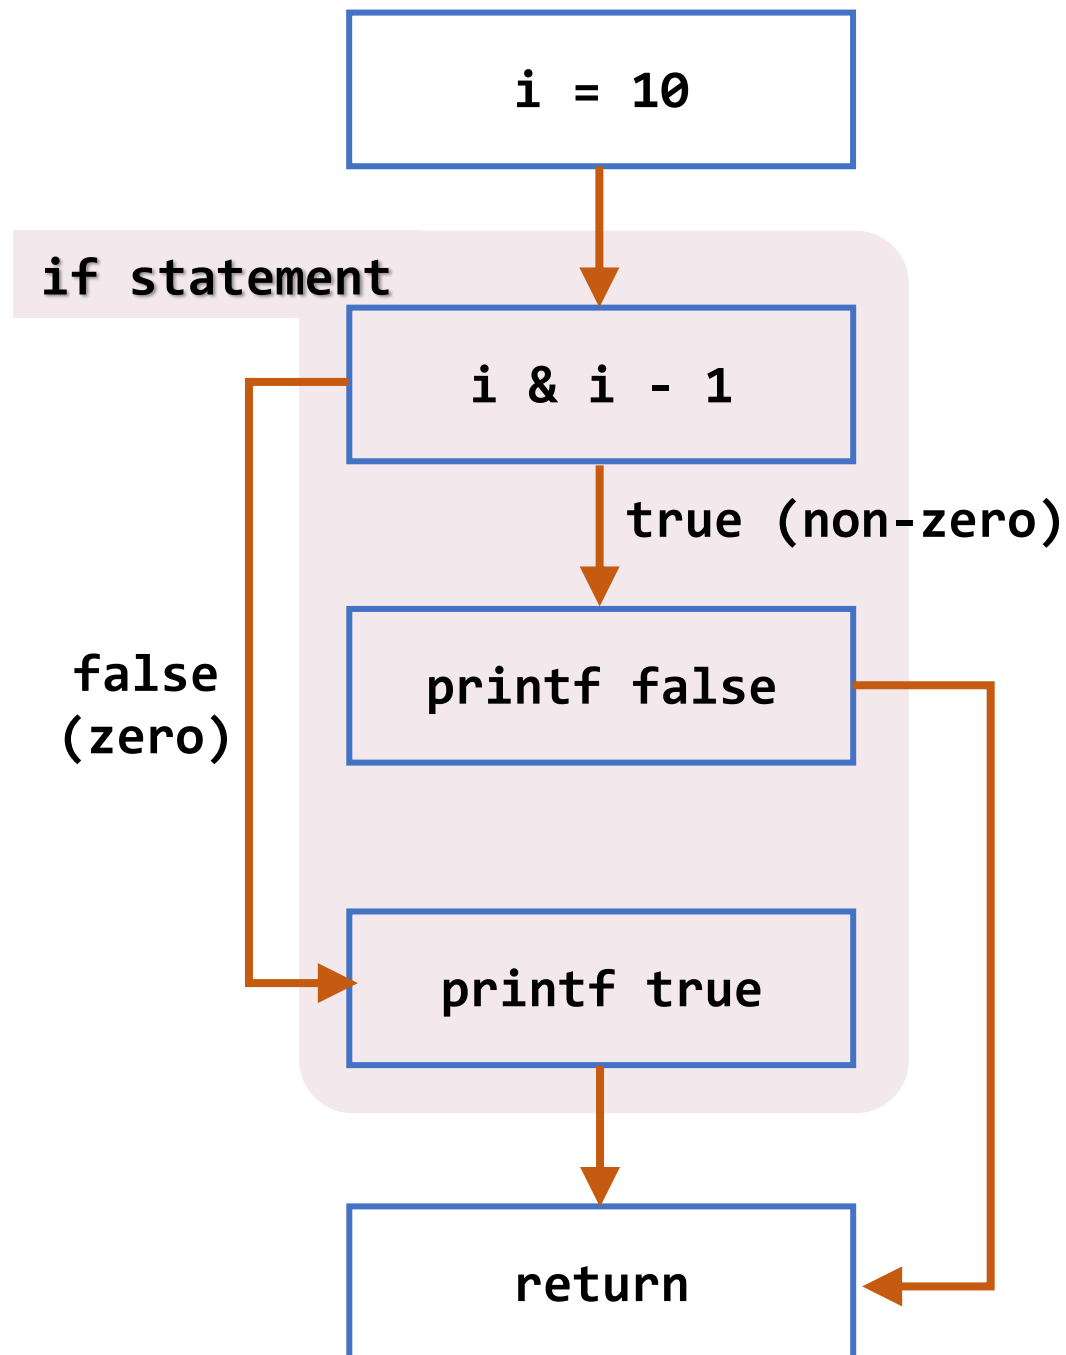 i = 10
if statement
i & i - 1
true (non-zero)
false
(zero)
printf false
printf true
return